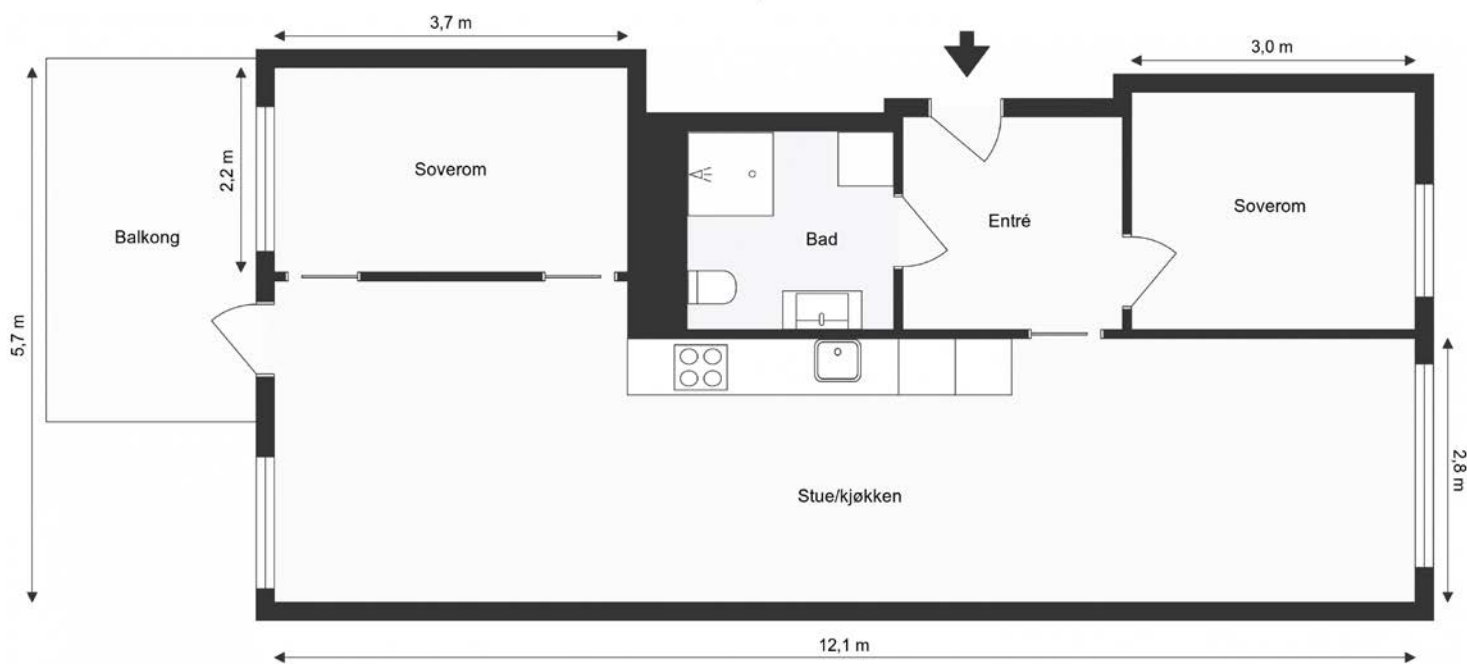 3,7 m
3,0 m
2,2 m
Soverom
Soverom
Balkong
Bad
Entré
5,7 m
2,8 m
Stue/kjøkken
12,1 m